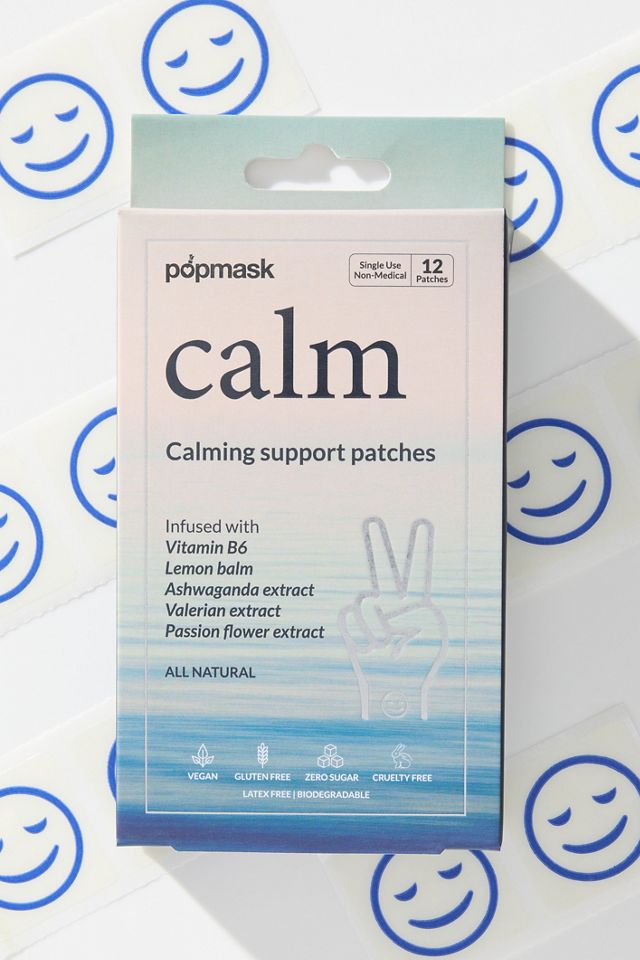 popmask
Single Use
Non-Medical
12
Patches
calm
Calming support patches
Infused with
Vitamin B6
Lemon balm
Ashwaganda extract
Valerian extract
Passion flower extract
ALL NATURAL
VEGAN
GLUTEN FREE
ZERO SUGAR
CRUELTY FREE
LATEX FREE | BIODEGRADABLE